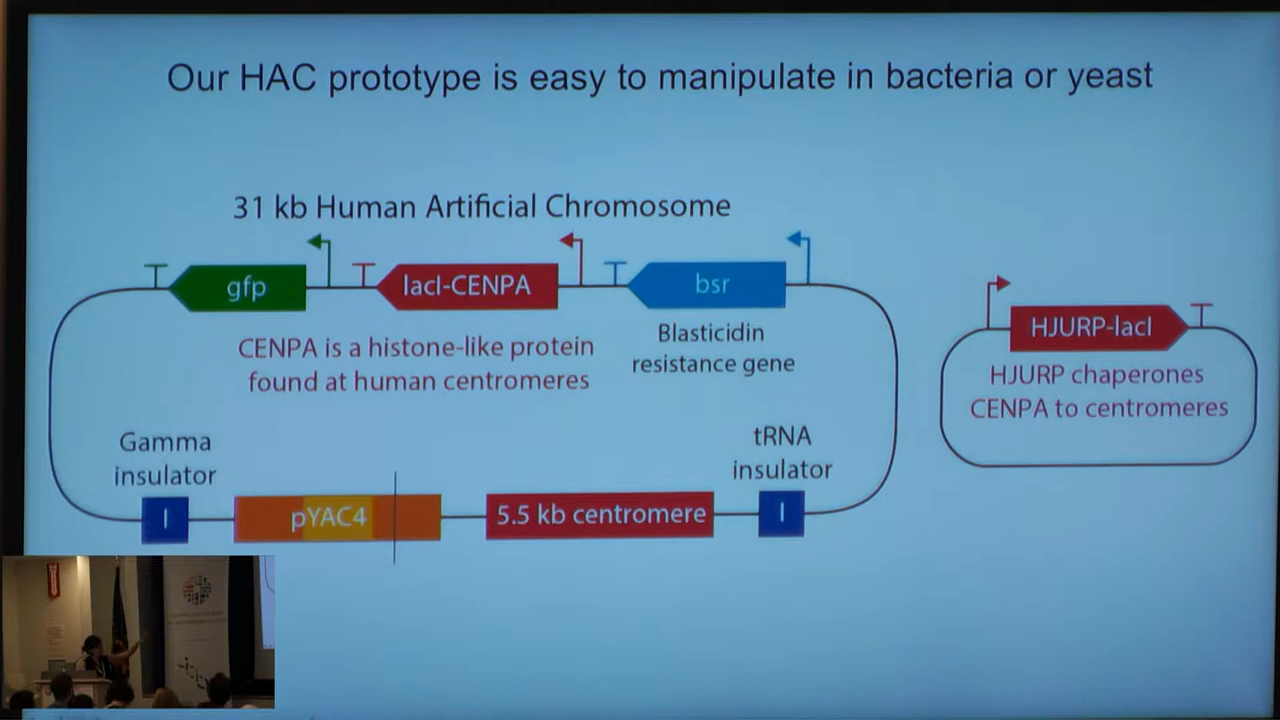 Our HAC prototype is easy to manipulate in bacteria or yeast
31 kb Human Artificial Chromosome
gfp
lacI-CENPA
bsr
CENPA is a histone-like protein
found at human centromeres
Blasticidin
resistance gene
HJURP-lacI
HJURP chaperones
CENPA to centromeres
Gamma
insulator
tRNA
insulator
I
pYAC4
5.5 kb centromere
I